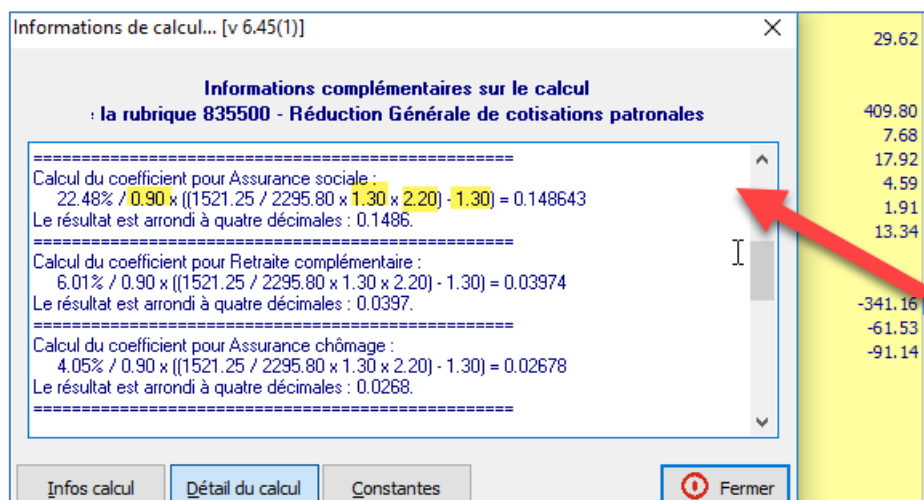 Informations de calcul... [v 6.45(1)]
Informations complémentaires sur le calcul
: la rubrique 835500 - Réduction Générale de cotisations patronales
==================================================
Calcul du coefficient pour Assurance sociale :
22.48% / 0.90 x ((1521.25 / 2295.80 x 1.30 x 2.20) - 1.30) = 0.148643
Le résultat est arrondi à quatre décimales : 0.1486.
==================================================
Calcul du coefficient pour Retraite complémentaire :
6.01% / 0.90 x ((1521.25 / 2295.80 x 1.30 x 2.20) - 1.30) = 0.03974
Le résultat est arrondi à quatre décimales : 0.0397.
==================================================
Calcul du coefficient pour Assurance chômage :
4.05% / 0.90 x ((1521.25 / 2295.80 x 1.30 x 2.20) - 1.30) = 0.02678
Le résultat est arrondi à quatre décimales : 0.0268.
==================================================
Infos calcul
Détail du calcul
Constantes
Fermer
29.62
409.80
7.68
17.92
4.59
1.91
13.34
-341.16
-61.53
-91.14